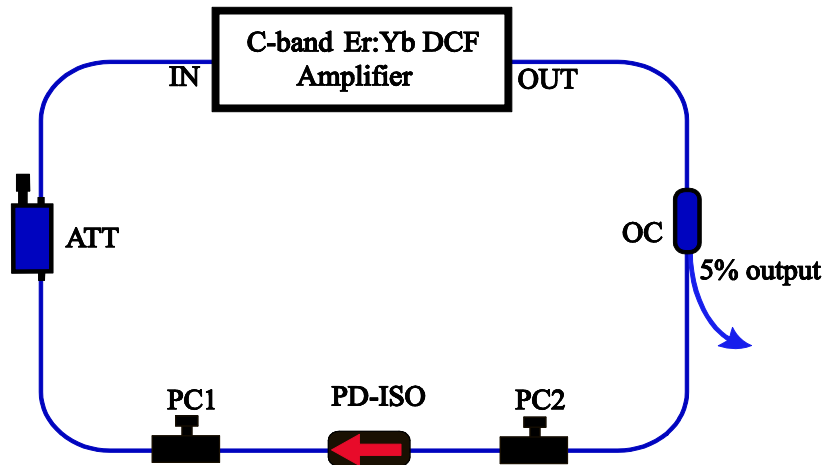 C-band Er:Yb DCF
Amplifier
IN
OUT
ATT
OC
5% output
PC1
PD-ISO
PC2